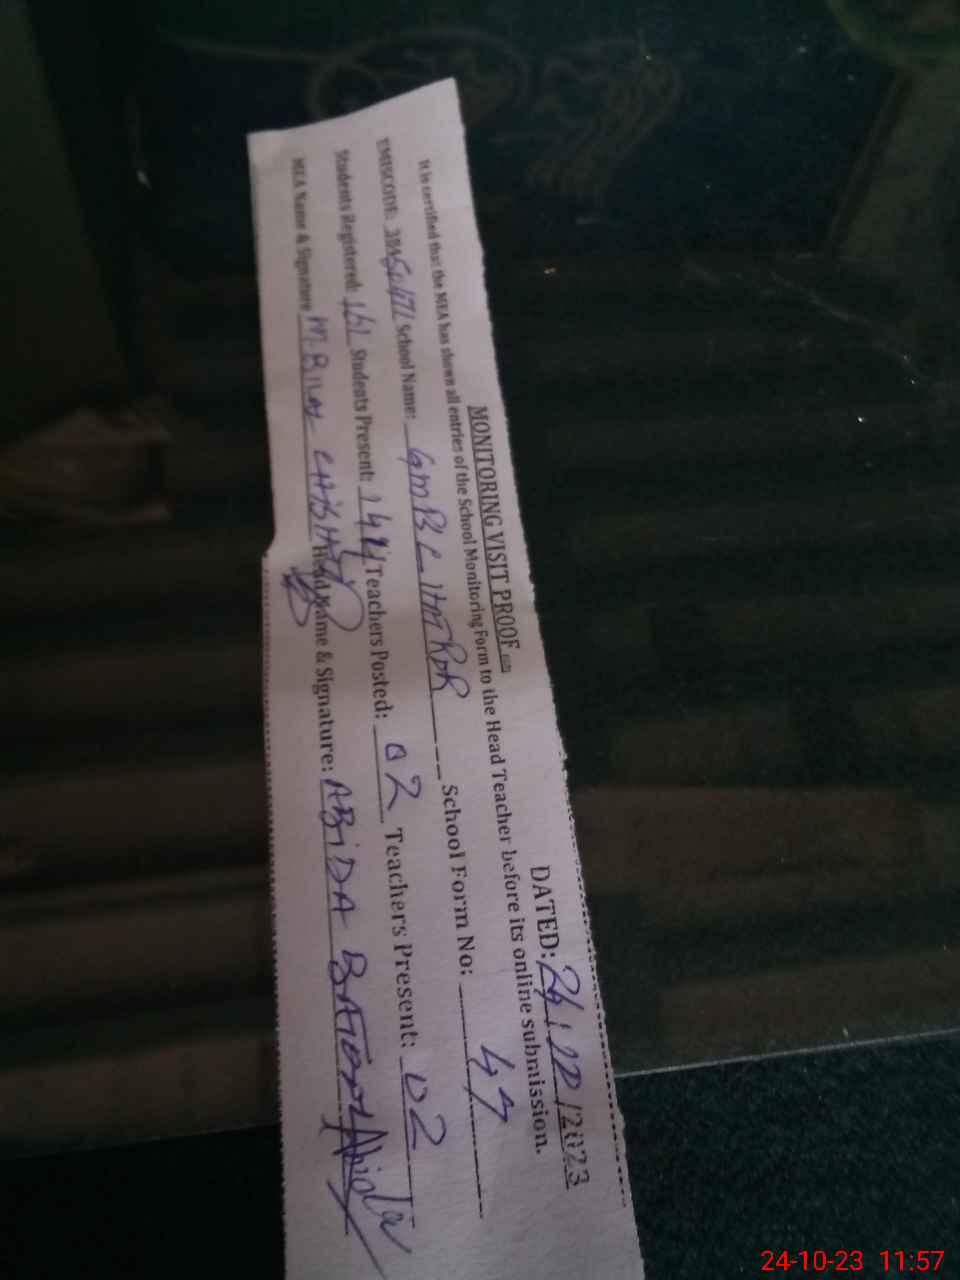 MONITORING VISIT PROOF
DATED: 24/10/2023
It is certified that the MEA has shown all entries of the School Monitoring Form to the Head Teacher before its online submission.
EMISCODE: School Name: School Form No: 47
Students Registered: 161 Students Present: Teachers Posted: 02 Teachers Present: 02
MEA Name & Signature M. Bilal CHISHTY Head Name & Signature: ABiDA Abida
24-10-23 11:57